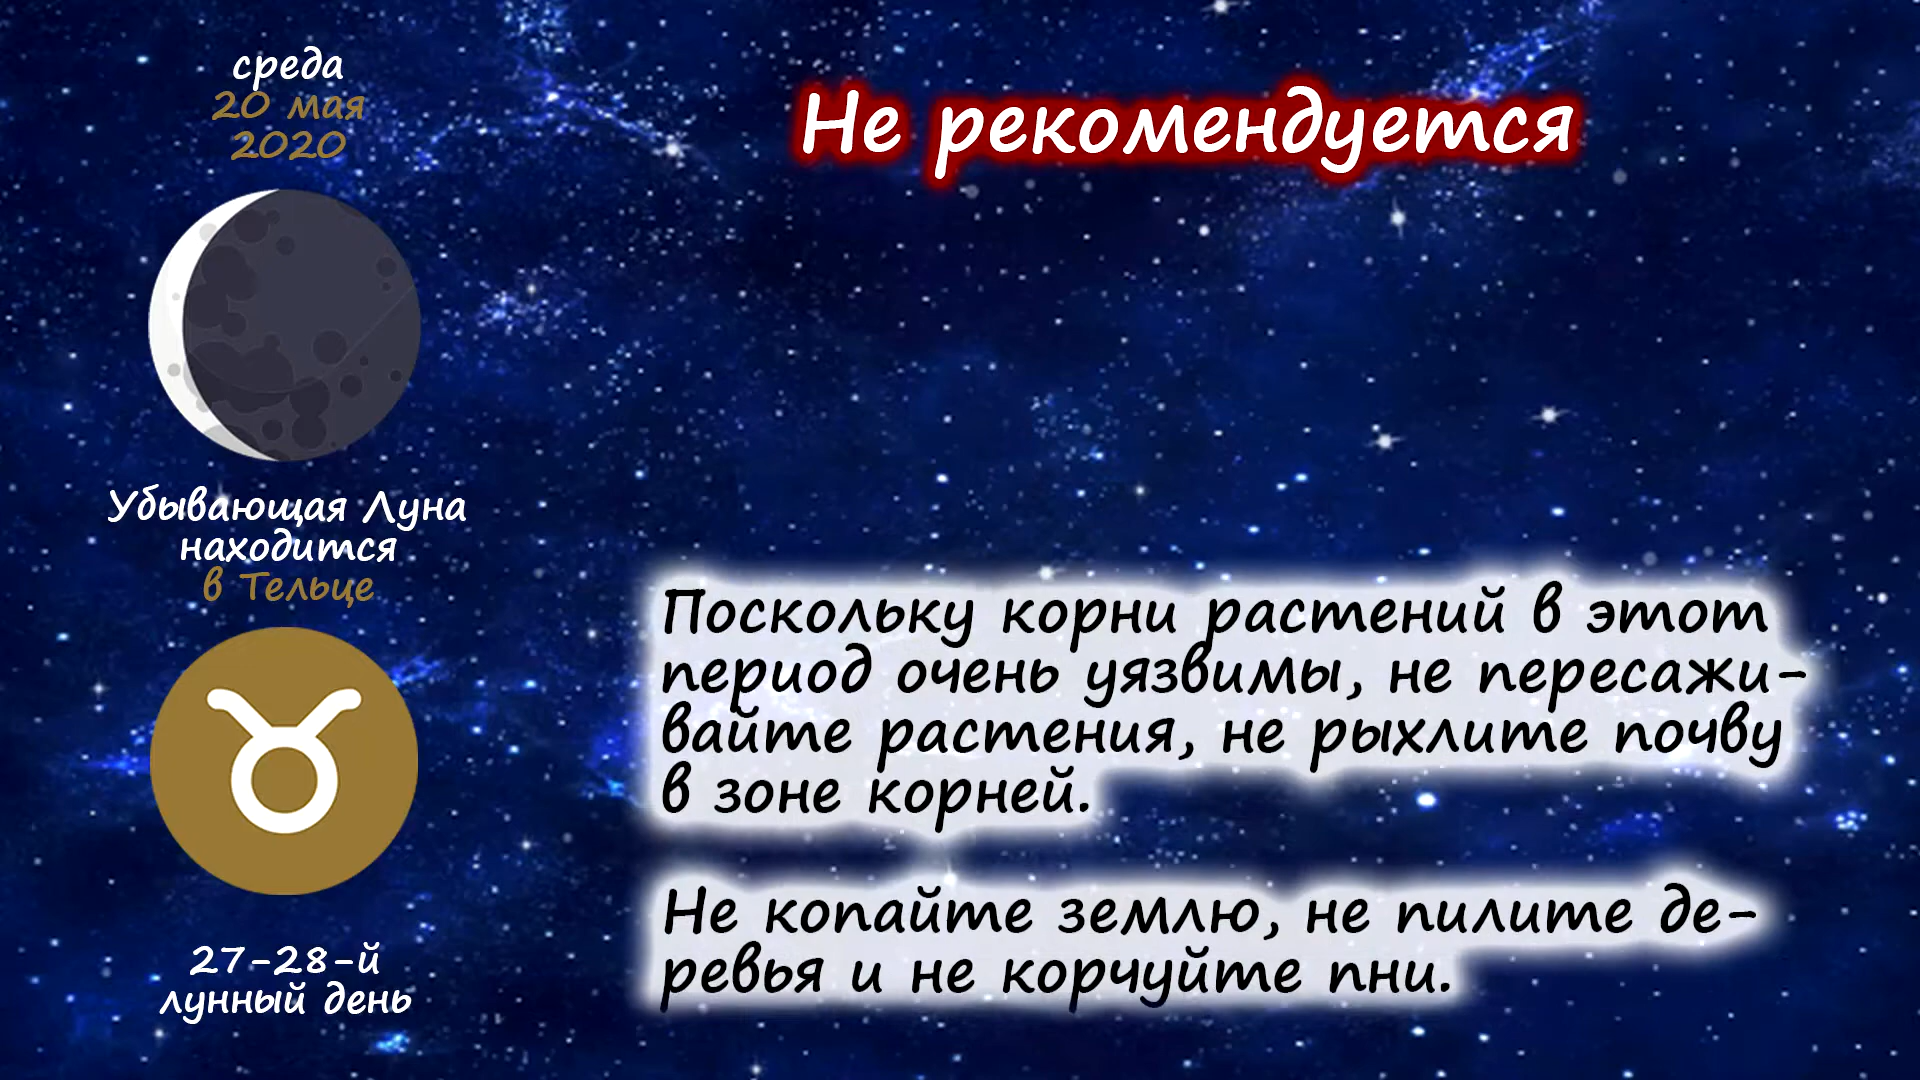 среда
20 мая
2020
Убывающая Луна
находится
в Тельце
27-28-й
лунный день
Не рекомендуется
Поскольку корни растений в этот
период очень уязвимы, не пересажи-
вайте растения, не рыхлите почву
в зоне корней.
Не копайте землю, не пилите де-
ревья и не корчуйте пни.